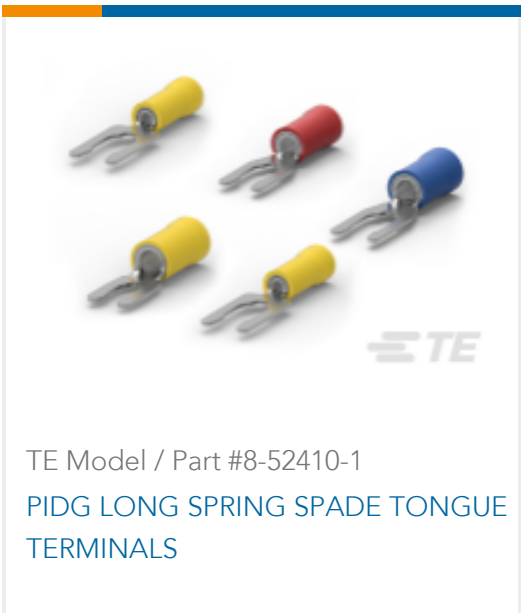 TE
TE Model / Part #8-52410-1
PIDG LONG SPRING SPADE TONGUE
TERMINALS